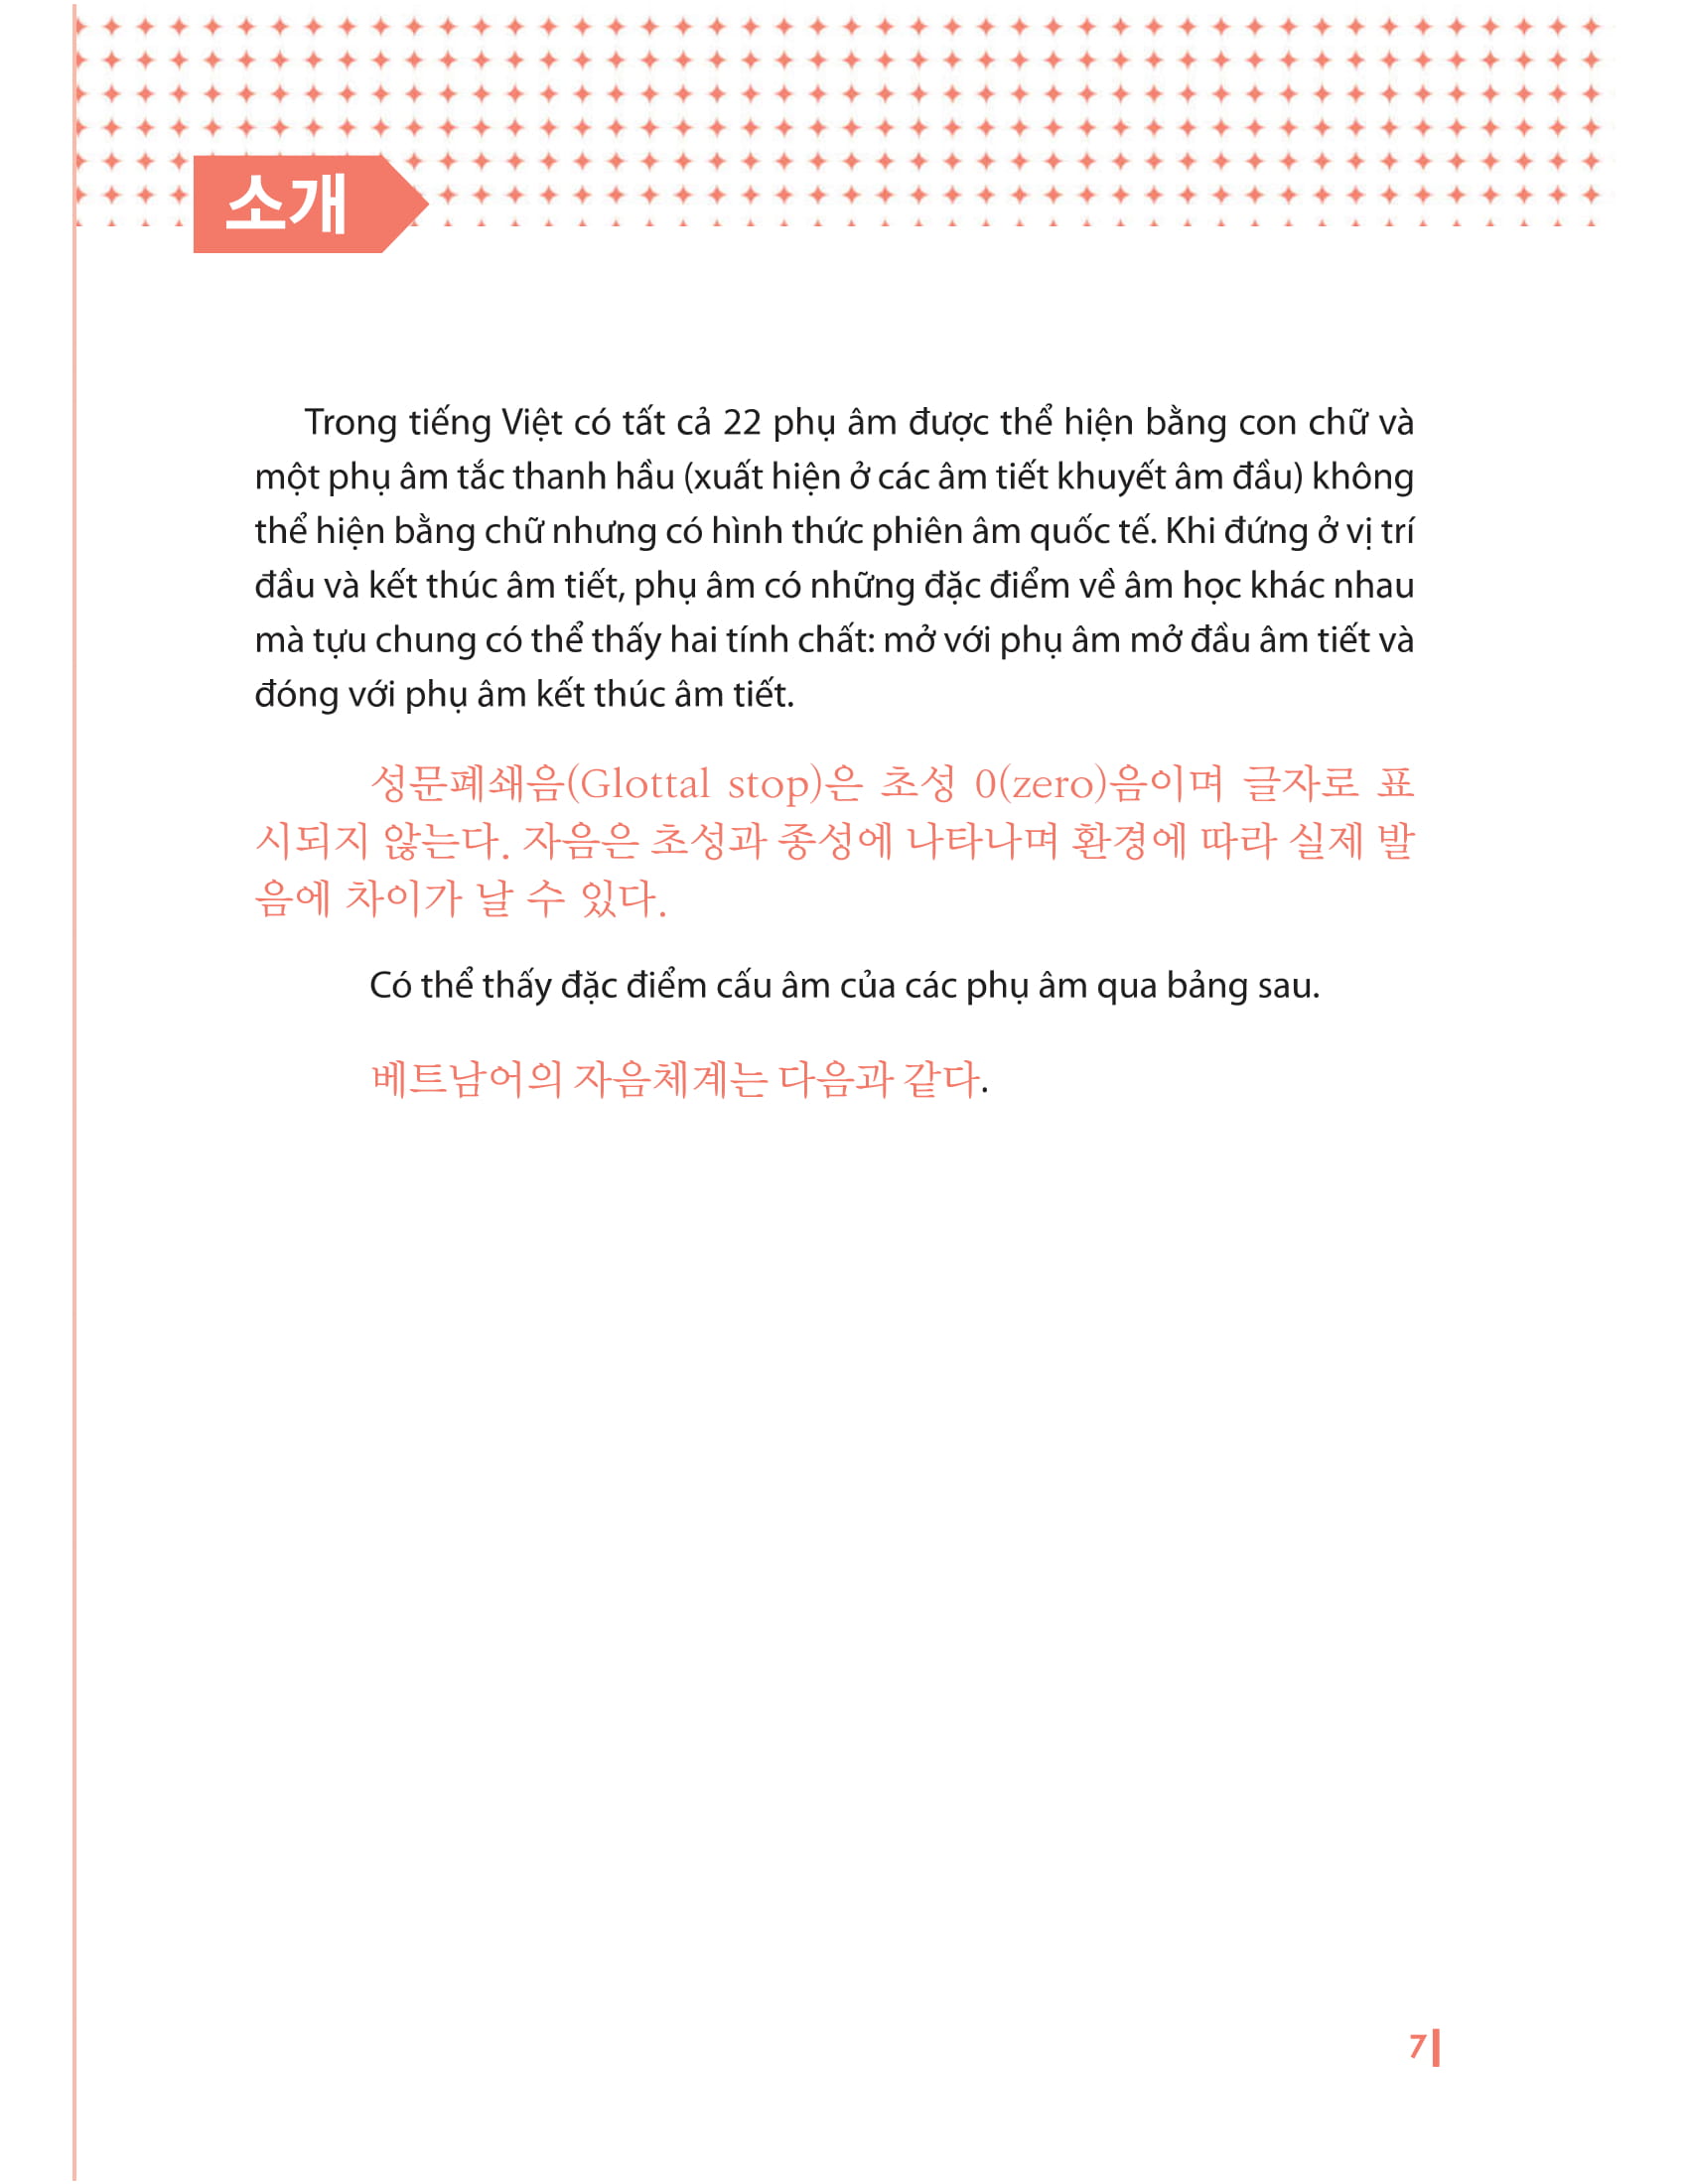 소개
Trong tiếng Việt có tất cả 22 phụ âm được thể hiện bằng con chữ và
một phụ âm tắc thanh hầu (xuất hiện ở các âm tiết khuyết âm đầu) không
thể hiện bằng chữ nhưng có hình thức phiên âm quốc tế. Khi đứng ở vị trí
đầu và kết thúc âm tiết, phụ âm có những đặc điểm về âm học khác nhau
mà tựu chung có thể thấy hai tính chất: mở với phụ âm mở đầu âm tiết và
đóng với phụ âm kết thúc âm tiết.
성문폐쇄음(Glottal stop)은 초성 0(zero)음이며 글자로 표
시되지 않는다. 자음은 초성과 종성에 나타나며 환경에 따라 실제 발
음에 차이가 날 수 있다.
Có thể thấy đặc điểm cấu âm của các phụ âm qua bảng sau.
베트남어의 자음체계는 다음과 같다.
7